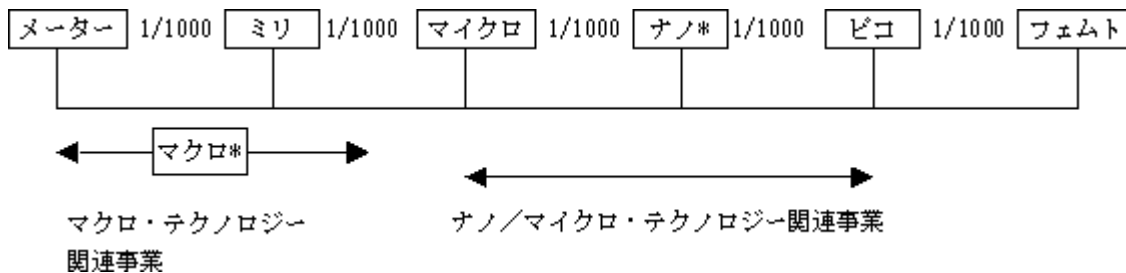 メーター 1/1000 ミリ 1/1000 マイクロ 1/1000 ナノ* 1/1000 ピコ 1/1000 フェムト
マクロ*
マクロ・テクノロジー
関連事業
ナノ／マイクロ・テクノロジー関連事業